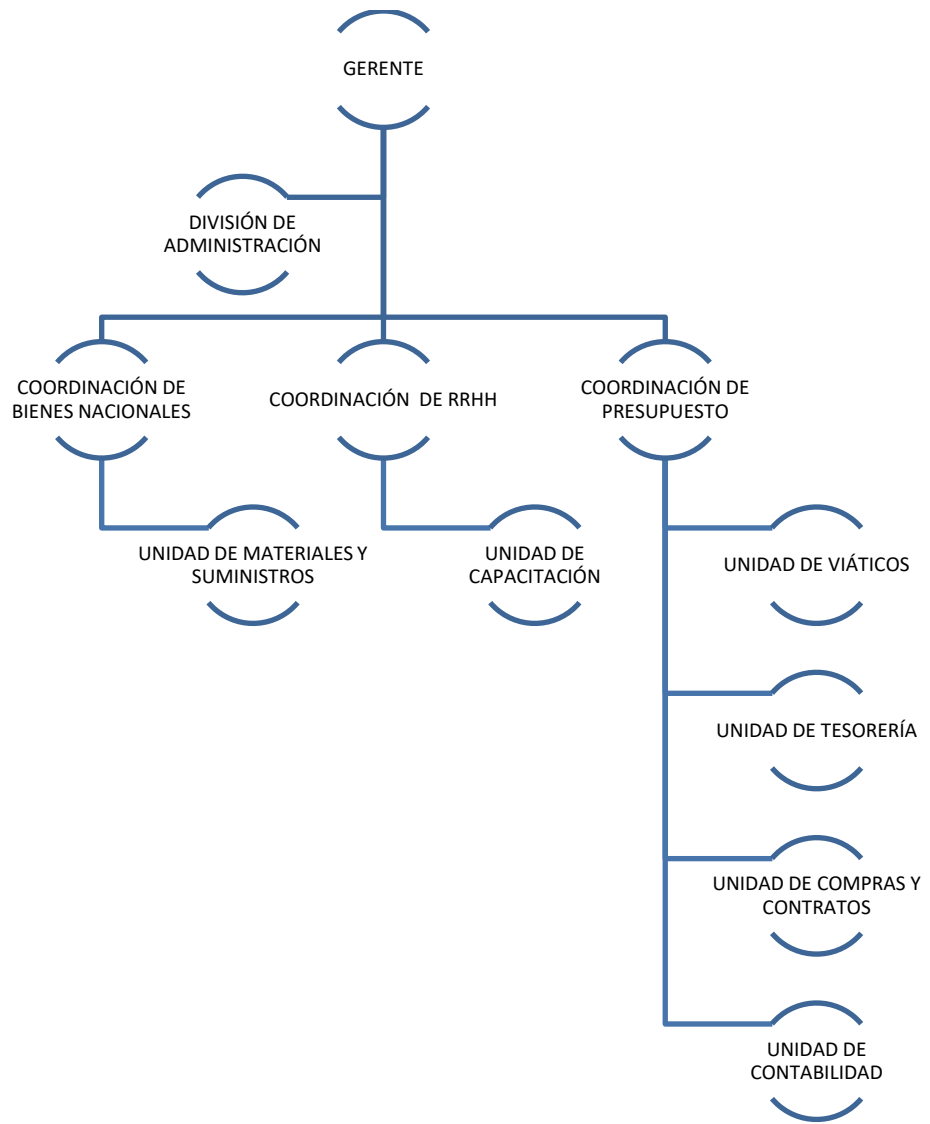 GERENTE
DIVISIÓN DE
ADMINISTRACIÓN
COORDINACIÓN DE
BIENES NACIONALES
COORDINACIÓN  DE RRHH
COORDINACIÓN DE
PRESUPUESTO
UNIDAD DE MATERIALES Y
SUMINISTROS
UNIDAD DE
CAPACITACIÓN
UNIDAD DE VIÁTICOS
UNIDAD DE TESORERÍA
UNIDAD DE COMPRAS Y
CONTRATOS
UNIDAD DE
CONTABILIDAD